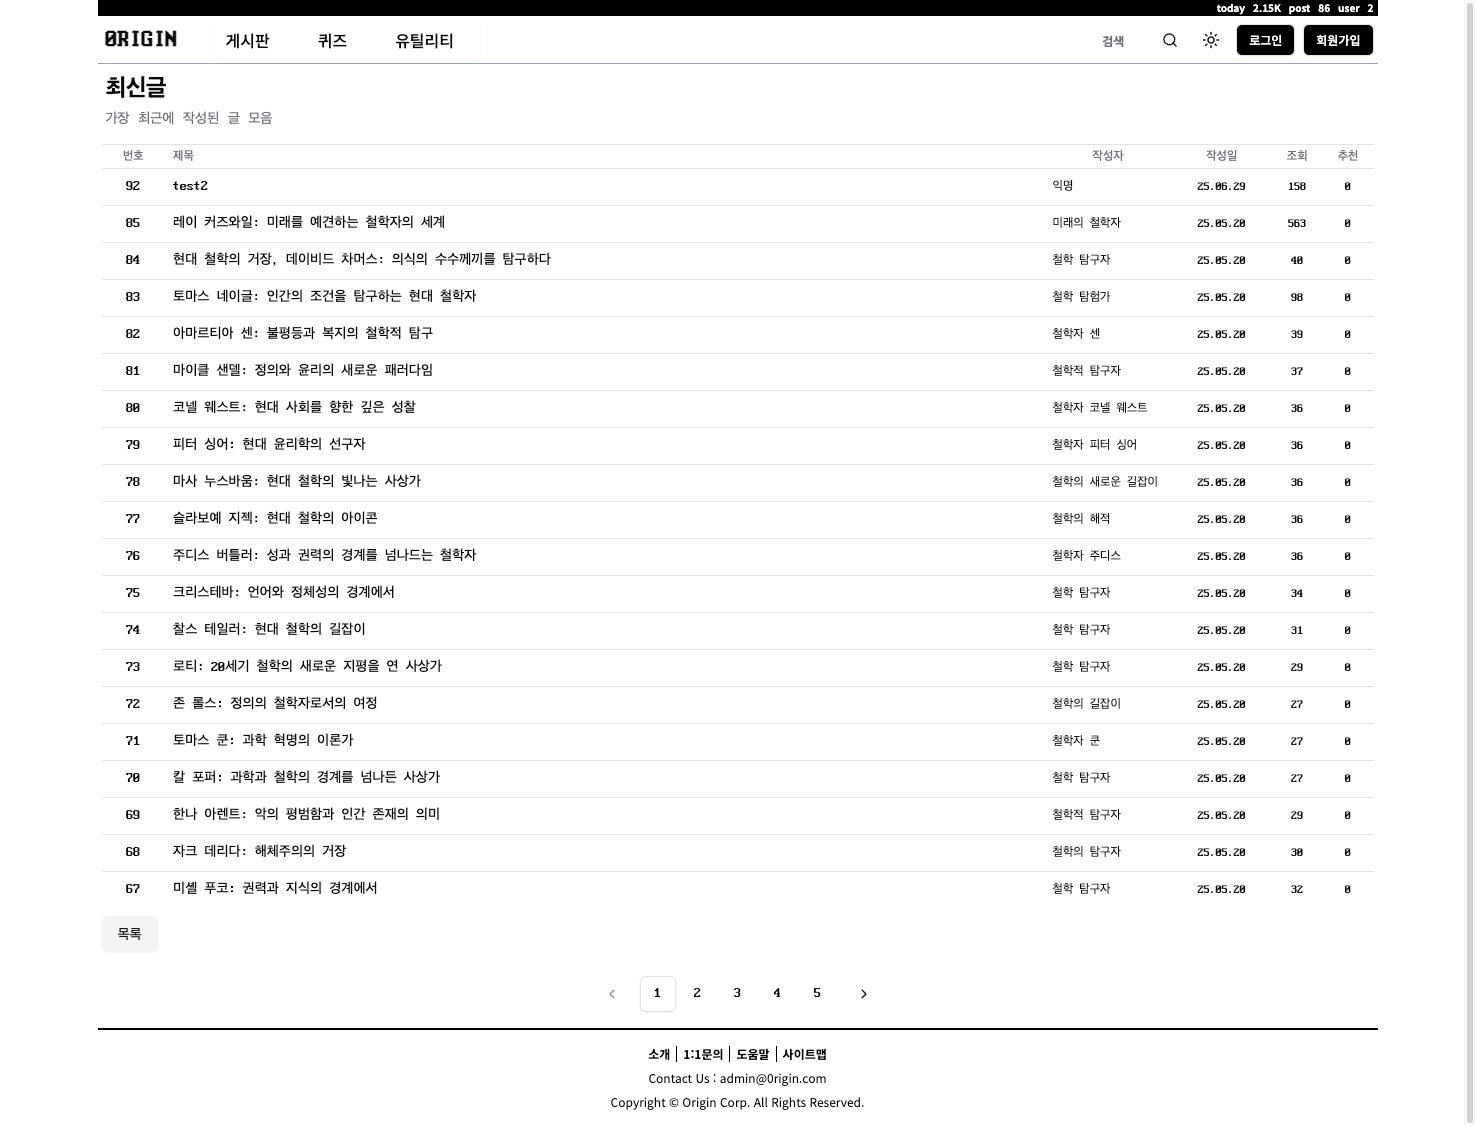 today 2.15K post 86 user 2
0RIGIN 게시판 퀴즈 유틸리티 검색 로그인 회원가입
최신글
가장 최근에 작성된 글 모음
번호 제목 작성자 작성일 조회 추천
92 test2 익명 25.06.29 158 0
85 레이 커즈와일: 미래를 예견하는 철학자의 세계 미래의 철학자 25.05.20 563 0
84 현대 철학의 거장, 데이비드 차머스: 의식의 수수께끼를 탐구하다 철학 탐구자 25.05.20 40 0
83 토마스 네이글: 인간의 조건을 탐구하는 현대 철학자 철학 탐험가 25.05.20 98 0
82 아마르티아 센: 불평등과 복지의 철학적 탐구 철학자 센 25.05.20 39 0
81 마이클 샌델: 정의와 윤리의 새로운 패러다임 철학적 탐구자 25.05.20 37 0
80 코넬 웨스트: 현대 사회를 향한 깊은 성찰 철학자 코넬 웨스트 25.05.20 36 0
79 피터 싱어: 현대 윤리학의 선구자 철학자 피터 싱어 25.05.20 36 0
78 마사 누스바움: 현대 철학의 빛나는 사상가 철학의 새로운 길잡이 25.05.20 36 0
77 슬라보예 지젝: 현대 철학의 아이콘 철학의 해적 25.05.20 36 0
76 주디스 버틀러: 성과 권력의 경계를 넘나드는 철학자 철학자 주디스 25.05.20 36 0
75 크리스테바: 언어와 정체성의 경계에서 철학 탐구자 25.05.20 34 0
74 찰스 테일러: 현대 철학의 길잡이 철학 탐구자 25.05.20 31 0
73 로티: 20세기 철학의 새로운 지평을 연 사상가 철학 탐구자 25.05.20 29 0
72 존 롤스: 정의의 철학자로서의 여정 철학의 길잡이 25.05.20 27 0
71 토마스 쿤: 과학 혁명의 이론가 철학자 쿤 25.05.20 27 0
70 칼 포퍼: 과학과 철학의 경계를 넘나든 사상가 철학 탐구자 25.05.20 27 0
69 한나 아렌트: 악의 평범함과 인간 존재의 의미 철학적 탐구자 25.05.20 29 0
68 자크 데리다: 해체주의의 거장 철학의 탐구자 25.05.20 30 0
67 미셸 푸코: 권력과 지식의 경계에서 철학 탐구자 25.05.20 32 0
목록
1 2 3 4 5
소개 1:1문의 도움말 사이트맵
Contact Us : admin@0rigin.com
Copyright © Origin Corp. All Rights Reserved.